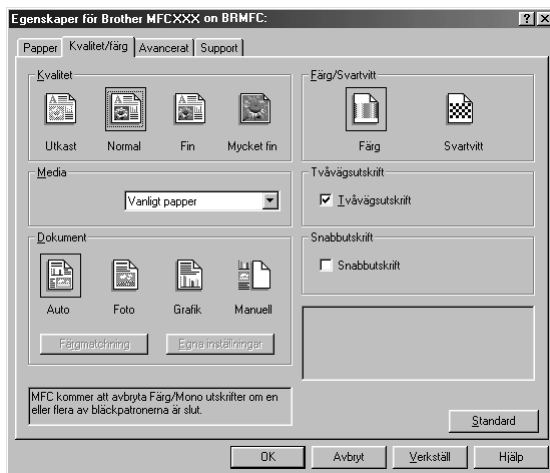 Egenskaper för Brother MFCXXX on BRMFC:
Papper Kvalitet/färg Avancerat Support
Kvalitet
Utkast Normal Fin Mycket fin
Färg/Svartvitt
Färg Svartvitt
Media
Vanligt papper
Tvåvägsutskrift
Tvåvägsutskrift
Dokument
Auto Foto Grafik Manuell
Färgmatchning Egna inställningar
Snabbutskrift
Snabbutskrift
MFC kommer att avbryta Färg/Mono utskrifter om en
eller flera av bläckpatronerna är slut.
Standard
OK Avbryt Verkställ Hjälp